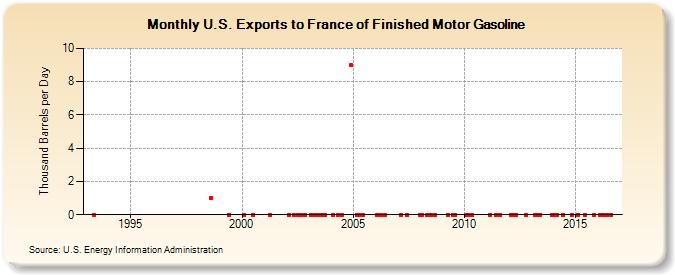 Monthly U.S. Exports to France of Finished Motor Gasoline
Thousand Barrels per Day
10
8
6
4
2
0
1995 2000 2005 2010 2015
Source: U.S. Energy Information Administration